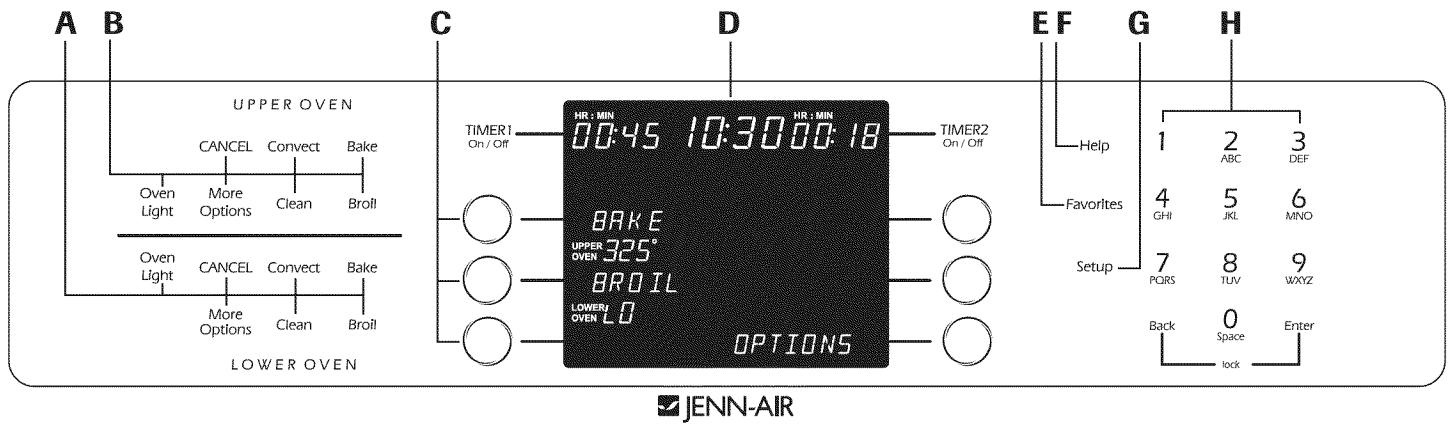 A B C D E F G H
UPPER OVEN
CANCEL Convect Bake
Oven Light More Options Clean Broil
Oven Light CANCEL Convect Bake
More Options Clean Broil
LOWER OVEN
TIMER1
On / Off
HR : MIN
00:45
10:30
HR : MIN
00:18
BAKE
UPPER OVEN 325°
BROIL
LOWER OVEN LO
OPTIONS
TIMER2
On / Off
Help
Favorites
Setup
1 2 3
ABC DEF
4 5 6
GHI JKL MNO
7 8 9
PQRS TUV WXYZ
Back 0 Enter
Space
lock
JENN-AIR